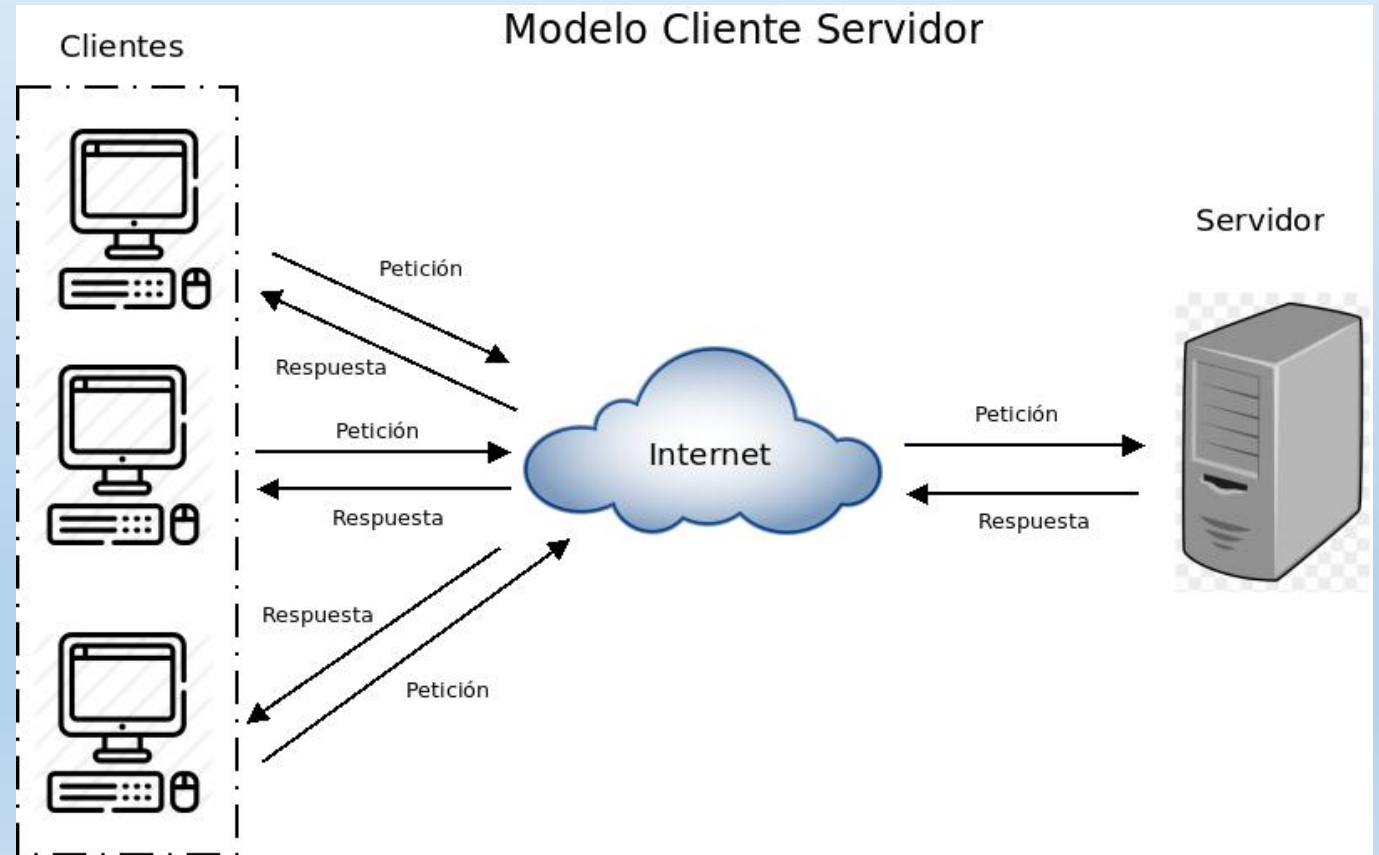 Modelo Cliente Servidor
Clientes
Servidor
Petición
Respuesta
Petición
Respuesta
Respuesta
Petición
Internet
Petición
Respuesta